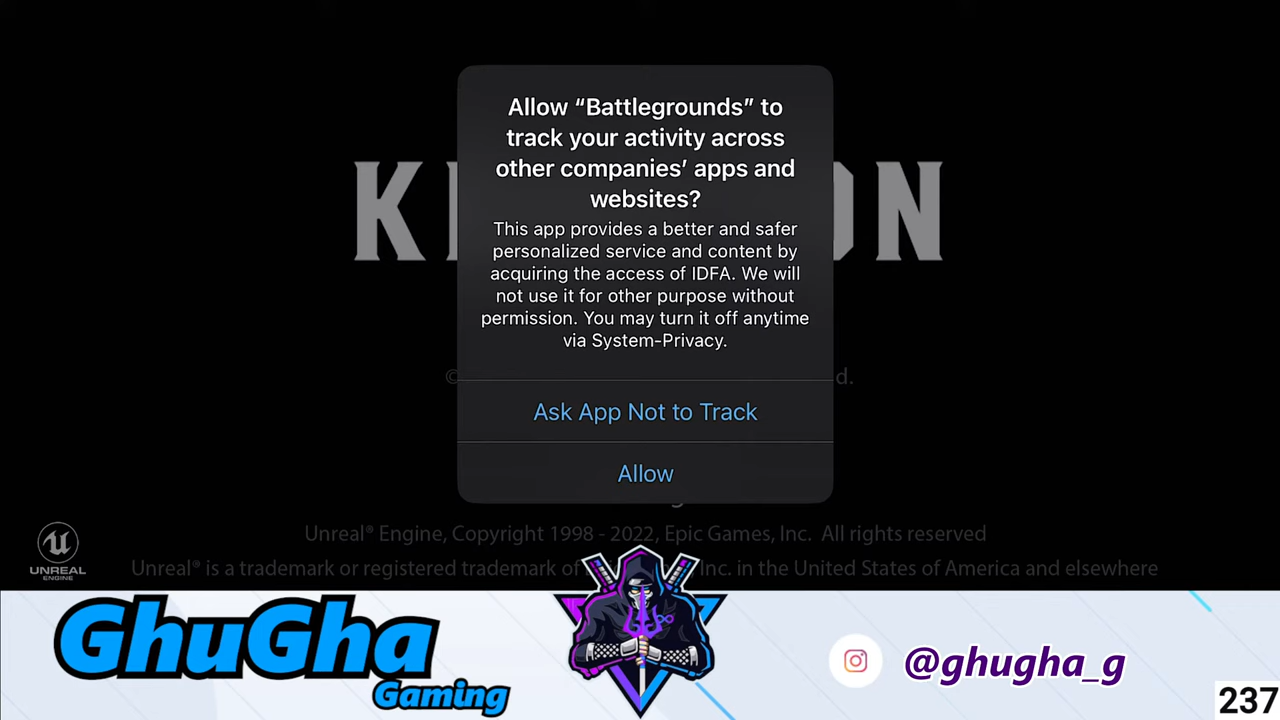 Allow “Battlegrounds” to
track your activity across
other companies’ apps and
websites?
This app provides a better and safer
personalized service and content by
acquiring the access of IDFA. We will
not use it for other purpose without
permission. You may turn it off anytime
via System-Privacy.
Ask App Not to Track
Allow
Unreal® Engine, Copyright 1998 - 2022, Epic Games, Inc. All rights reserved
UNREAL
ENGINE
Unreal® is a trademark or registered trademark of Inc. in the United States of America and elsewhere
GhuGha
Gaming
@ghugha_g
237